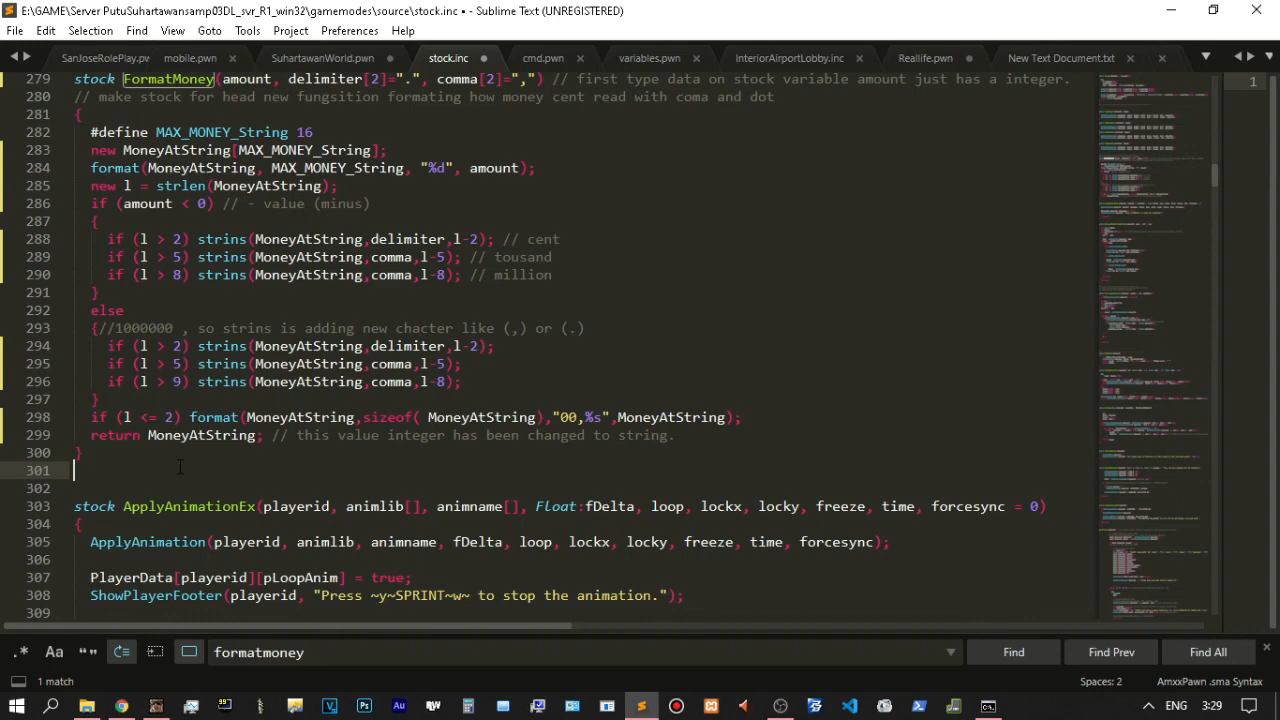 E:\GAME\Server PutuSuhartawansamp03DL_svr_R1_win32\gamemodes\source\stock.inc • - Sublime Text (UNREGISTERED)
File Edit Selection Find View Goto Tools Project Preferences Help
SanJoseRolePlay.pv mobile.pwn SuhartawanWorld.pwn stock.inc cmd.pwn variables.pwn InteriorAirportLobby.inc Reallife.pwn New Text Document.txt
279 stock FormatMoney(amount, delimiter[2]=".", comma[2]=",") // first type data on stock variable amount just has a integer.
280 // make stock for head new fungsition for reading how money cent read with coma and dot
281 {
282 #define MAX_MONEY_String 16
283 new MoneyAtString[MAX_MONEY_String];
284 format(MoneyAtString, MAX_MONEY_String, "%d", amount);
285 new l = strlen(MoneyAtString);
286 if (amount < 0) // - value (minus)
287 {
288 if (l > 2) strins(MoneyAtString,delimiter,l-2); // cent
289 if (l > 5) strins(MoneyAtString,comma,l-5); // tousand
290 if (l > 8) strins(MoneyAtString,comma,l-8); // million
291 }
292 else
293 {//1000000 , so strins is adding new chacter like (,) or (.)
294 if (l > 2) strins(MoneyAtString,delimiter,l-2);
295 if (l > 5) strins(MoneyAtString,comma,l-5);
296 if (l > 9) strins(MoneyAtString,comma,l-8);
297 }
298 if (l <= 2) format(MoneyAtString,sizeof( MoneyAtString),"00,%s",MoneyAtString);
299 return MoneyAtString; // this value integer has been changed to string.
300 }
301
302
303 stock ApplyAnimationEx(playerid, animlib[], animname[], Float:fDelta, loop, lockx, locky, freeze, time, forcesync = 0)
304 {
305 ApplyAnimation(playerid, animlib, animname, fDelta, loop, lockx, locky, freeze, time, forcesync);
306
307 PlayerData[playerid][pLoopAnim] = true;
308 ShowPlayerFooter(playerid, "Press ~y~SPRINT~w~ to stop the animation.");
309
1
.* Aa formatmoney Find Find Prev Find All
1 match Spaces: 2 AmxxPawn .sma Syntax
3:29